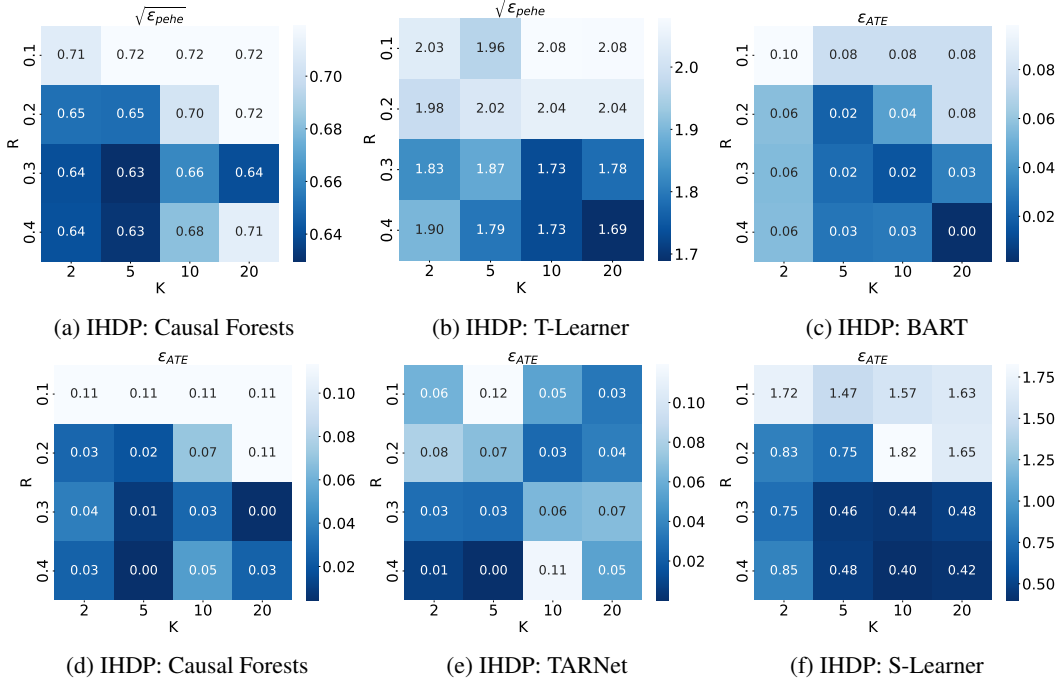 √ε_pehe
0.1 0.71 0.72 0.72 0.72
0.2 0.65 0.65 0.70 0.72
0.3 0.64 0.63 0.66 0.64
0.4 0.64 0.63 0.68 0.71
2 5 10 20
R
K
0.70
0.68
0.66
0.64
(a) IHDP: Causal Forests
√ε_pehe
0.1 2.03 1.96 2.08 2.08
0.2 1.98 2.02 2.04 2.04
0.3 1.83 1.87 1.73 1.78
0.4 1.90 1.79 1.73 1.69
2 5 10 20
R
K
2.0
1.9
1.8
1.7
(b) IHDP: T-Learner
ε_ATE
0.1 0.10 0.08 0.08 0.08
0.2 0.06 0.02 0.04 0.08
0.3 0.06 0.02 0.02 0.03
0.4 0.06 0.03 0.03 0.00
2 5 10 20
R
K
0.08
0.06
0.04
0.02
(c) IHDP: BART
ε_ATE
0.1 0.11 0.11 0.11 0.11
0.2 0.03 0.02 0.07 0.11
0.3 0.04 0.01 0.03 0.00
0.4 0.03 0.00 0.05 0.03
2 5 10 20
R
K
0.10
0.08
0.06
0.04
0.02
(d) IHDP: Causal Forests
ε_ATE
0.1 0.06 0.12 0.05 0.03
0.2 0.08 0.07 0.03 0.04
0.3 0.03 0.03 0.06 0.07
0.4 0.01 0.00 0.11 0.05
2 5 10 20
R
K
0.10
0.08
0.06
0.04
0.02
(e) IHDP: TARNet
ε_ATE
0.1 1.72 1.47 1.57 1.63
0.2 0.83 0.75 1.82 1.65
0.3 0.75 0.46 0.44 0.48
0.4 0.85 0.48 0.40 0.42
2 5 10 20
R
K
1.75
1.50
1.25
1.00
0.75
0.50
(f) IHDP: S-Learner